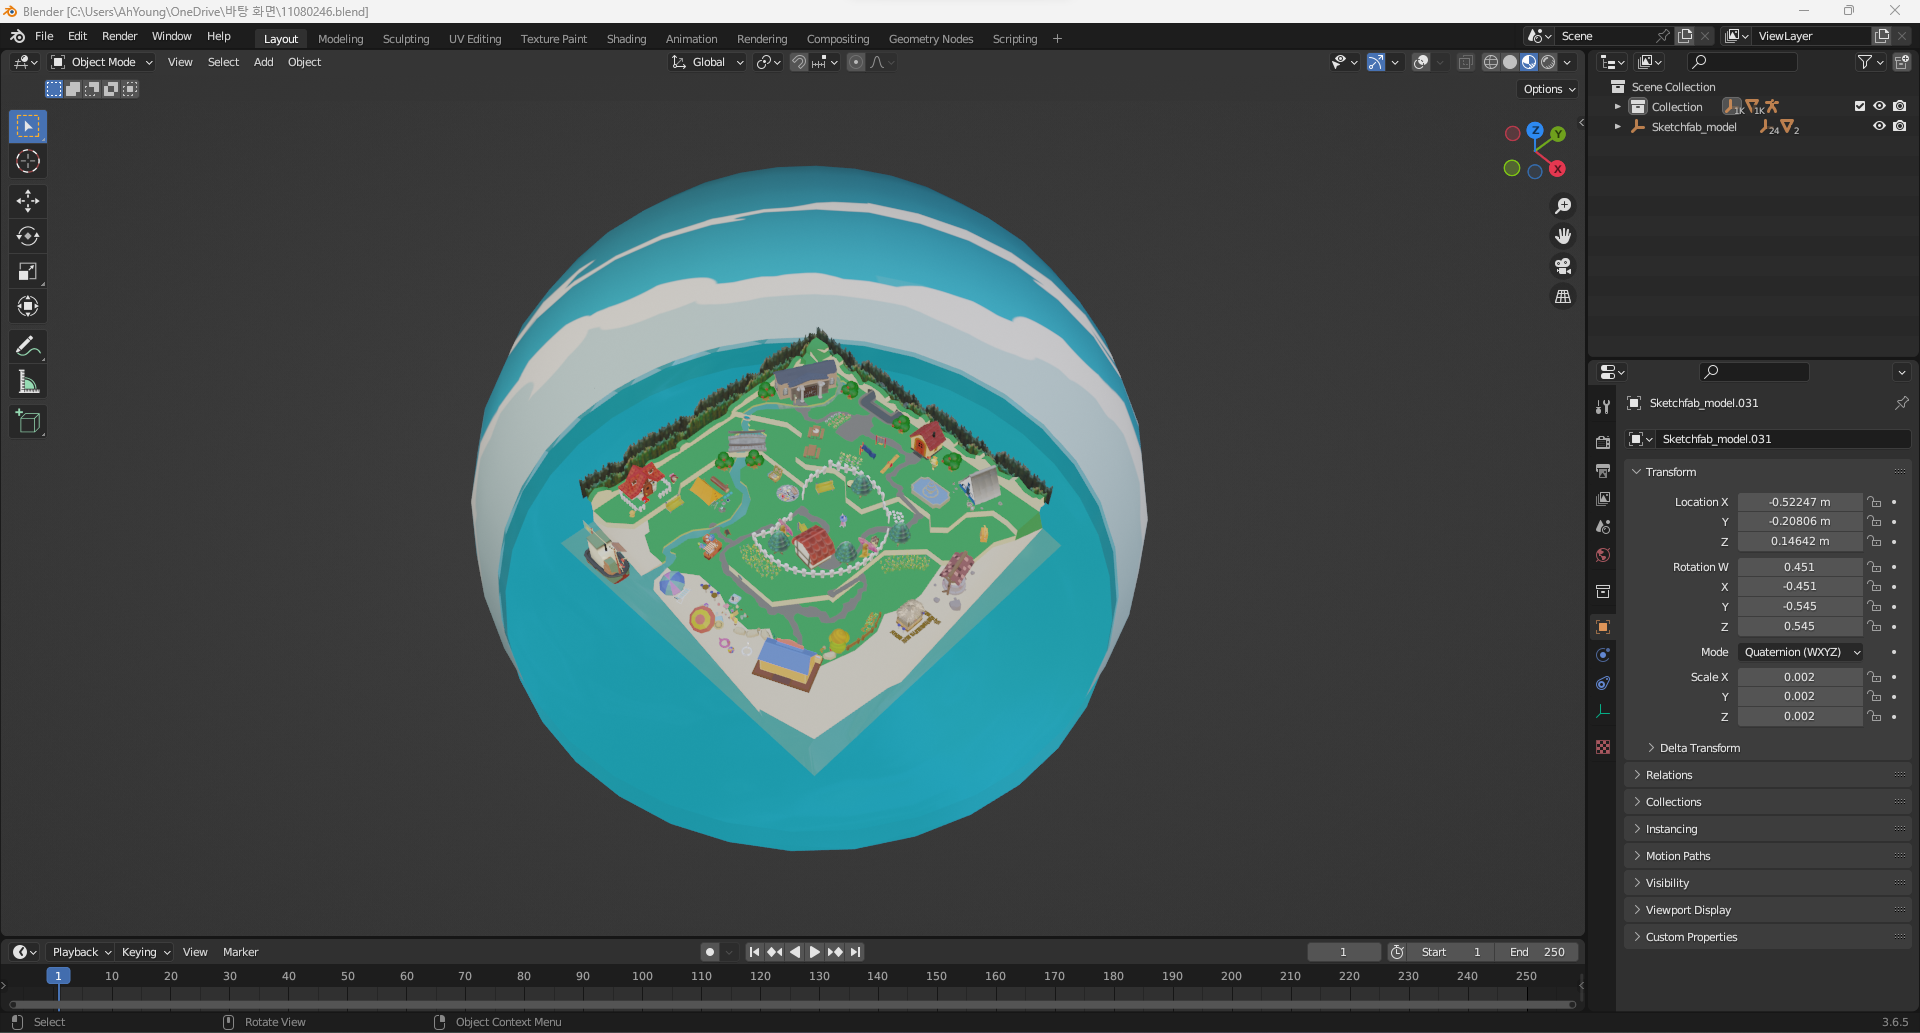 Blender [C:\Users\AhYoung\OneDrive\바탕 화면\11080246.blend]
File Edit Render Window Help Layout Modeling Sculpting UV Editing Texture Paint Shading Animation Rendering Compositing Geometry Nodes Scripting + Scene ViewLayer
Object Mode View Select Add Object Global
Options
Scene Collection
Collection 1K 1K
Sketchfab_model 24 2
Z Y X
Sketchfab_model.031
Sketchfab_model.031
Transform
Location X -0.52247 m
Y -0.20806 m
Z 0.14642 m
Rotation W 0.451
X -0.451
Y -0.545
Z 0.545
Mode Quaternion (WXYZ)
Scale X 0.002
Y 0.002
Z 0.002
Delta Transform
Relations
Collections
Instancing
Motion Paths
Visibility
Viewport Display
Custom Properties
Playback Keying View Marker 1 Start 1 End 250
1 10 20 30 40 50 60 70 80 90 100 110 120 130 140 150 160 170 180 190 200 210 220 230 240 250
Select Rotate View Object Context Menu 3.6.5